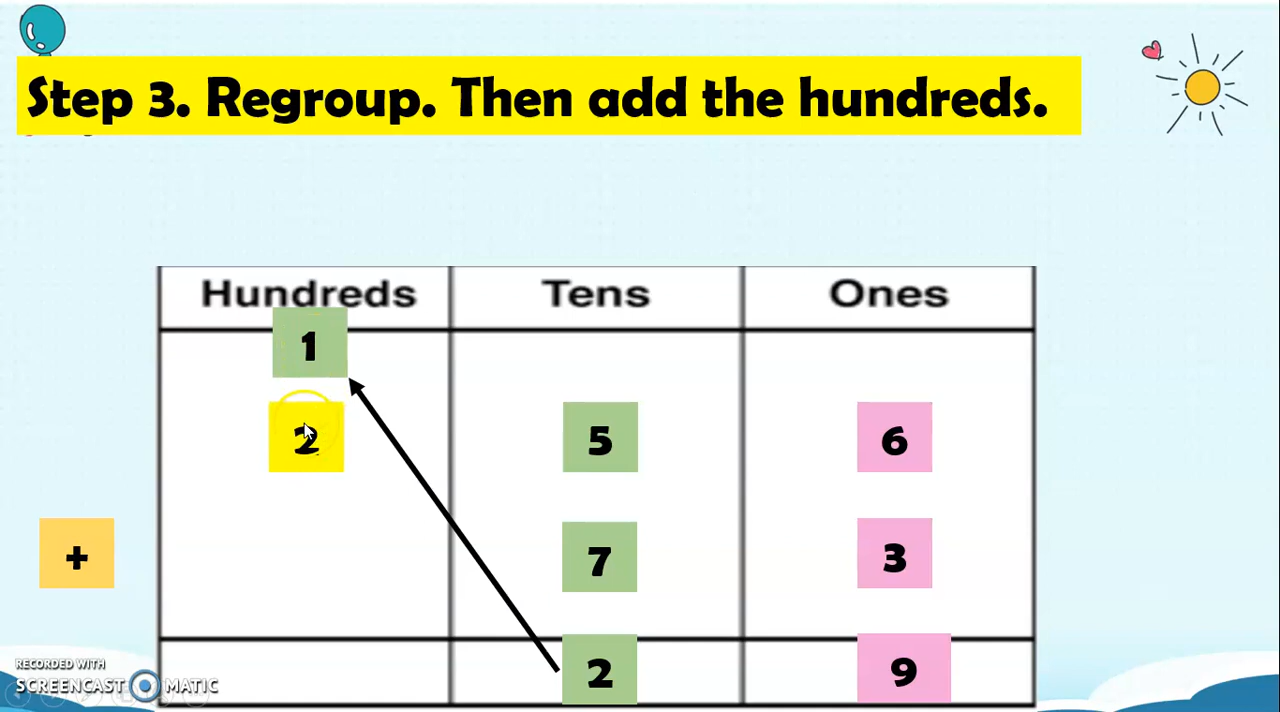 Step 3. Regroup. Then add the hundreds.
Hundreds Tens Ones
1
2 5 6
+ 7 3
2 9
RECORDED WITH
SCREENCAST MATIC